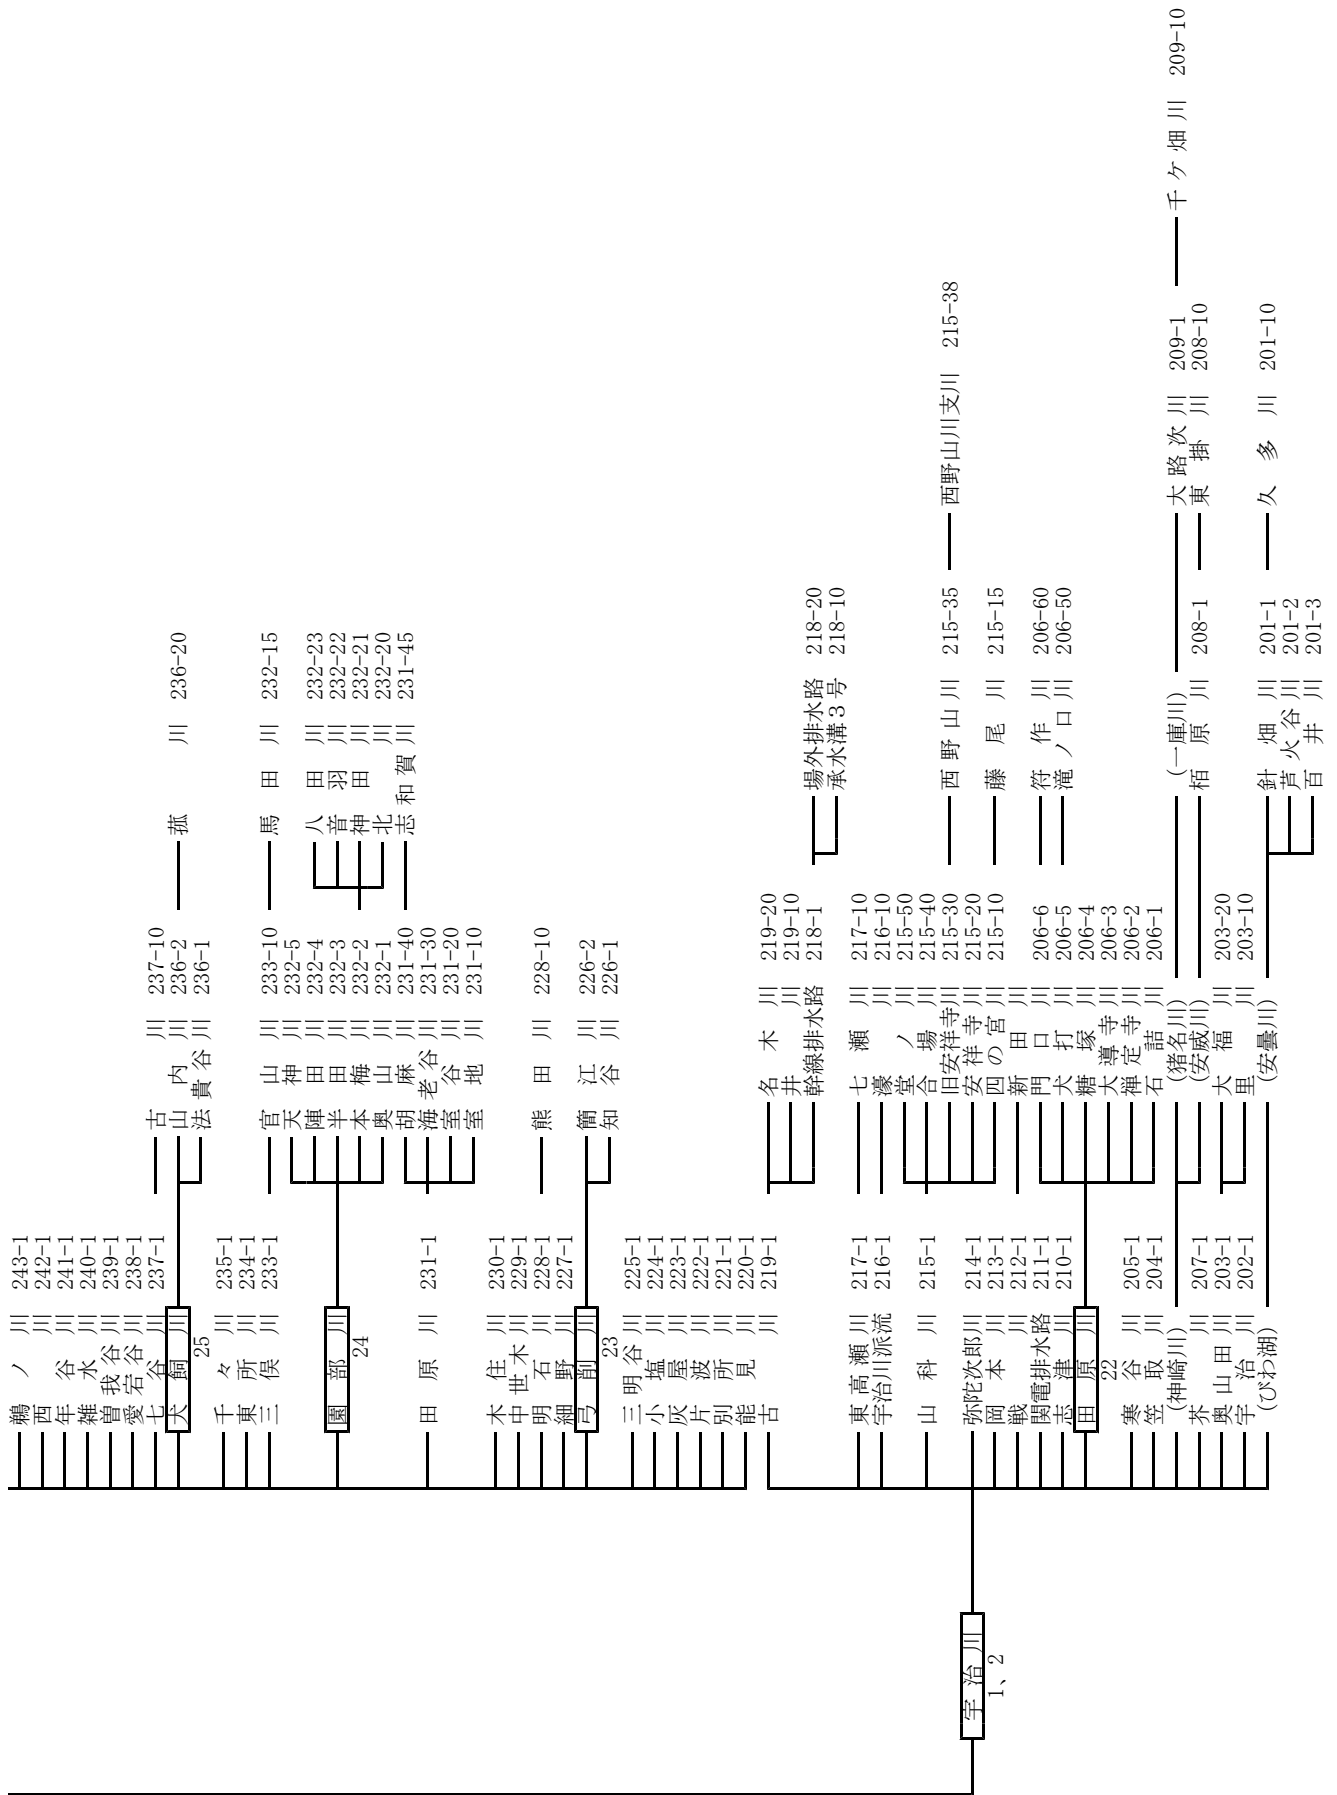 鵜ノ川 243-1
西川 242-1
年谷川 241-1
雑水川 240-1
曽我谷川 239-1
愛宕谷川 238-1
七谷川 237-1
古川 237-10
犬飼川
25
山内川 236-2
菰川 236-20
法貴谷川 236-1
千々川 235-1
東所川 234-1
三俣川 233-1
官山川 233-10
馬田川 232-15
園部川
24
天神川 232-5
陣田川 232-4
半田川 232-3
本梅川 232-2
奥山川 232-1
八田川 232-23
音羽川 232-22
神田川 232-21
北川 232-20
田原川 231-1
胡麻川 231-40
志和賀川 231-45
海老谷川 231-30
室谷川 231-20
室地川 231-10
木住川 230-1
中世木川 229-1
明石川 228-1
熊田川 228-10
細野川 227-1
弓削川
23
簡江川 226-2
知谷川 226-1
三明谷川 225-1
小塩川 224-1
灰屋川 223-1
片波川 222-1
別所川 221-1
能見川 220-1
宇治川
1、2
古川 219-1
名木川 219-20
井川 219-10
幹線排水路 218-1
場外排水路 218-20
承水溝３号 218-10
東高瀬川 217-1
七瀬川 217-10
宇治川派流 216-1
濠川 216-10
山科川 215-1
堂ノ川 215-50
合場川 215-40
旧安祥寺川 215-30
西野山川 215-35
西野山川支川 215-38
安祥寺川 215-20
四の宮川 215-10
藤尾川 215-15
弥陀次郎川 214-1
岡本川 213-1
戦川 212-1
新田川
関電排水路 211-1
志津川 210-1
田原川
22
門口川 206-6
符作川 206-60
犬打川 206-5
滝ノ口川 206-50
糖塚川 206-4
大導寺川 206-3
禅定寺川 206-2
石詰川 206-1
寒谷川 205-1
笠取川 204-1
(神崎川)
(猪名川)
(一庫川)
大路次川 209-1
千ケ畑川 209-10
(安威川)
栢原川 208-1
東掛川 208-10
芥川 207-1
奥山田川 203-1
大福川 203-20
里川 203-10
宇治川 202-1
(びわ湖)
(安曇川)
針畑川 201-1
久多川 201-10
芦火谷川 201-2
百井川 201-3